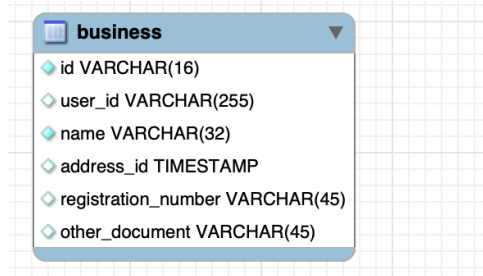 business
id VARCHAR(16)
user_id VARCHAR(255)
name VARCHAR(32)
address_id TIMESTAMP
registration_number VARCHAR(45)
other_document VARCHAR(45)